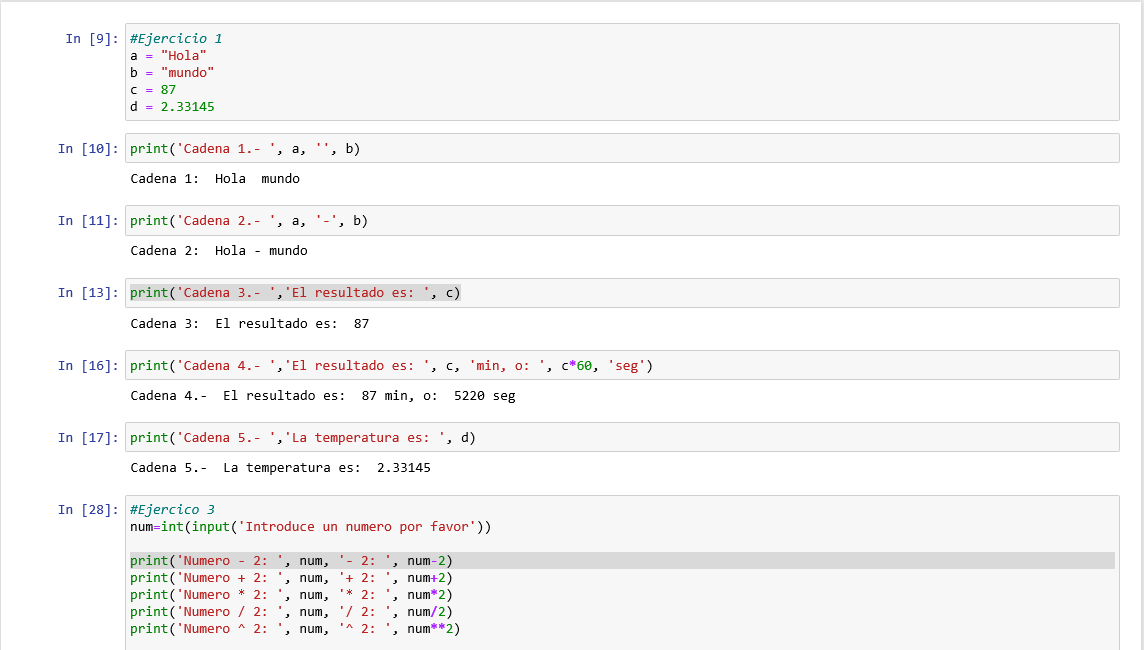 In [9]: #Ejercicio 1
a = "Hola"
b = "mundo"
c = 87
d = 2.33145
In [10]: print('Cadena 1.- ', a, '', b)
Cadena 1:  Hola  mundo
In [11]: print('Cadena 2.- ', a, '-', b)
Cadena 2:  Hola - mundo
In [13]: print('Cadena 3.- ','El resultado es: ', c)
Cadena 3:  El resultado es:  87
In [16]: print('Cadena 4.- ','El resultado es: ', c, 'min, o: ', c*60, 'seg')
Cadena 4.-  El resultado es:  87 min, o:  5220 seg
In [17]: print('Cadena 5.- ','La temperatura es: ', d)
Cadena 5.-  La temperatura es:  2.33145
In [28]: #Ejercico 3
num=int(input('Introduce un numero por favor'))
print('Numero - 2: ', num, '- 2: ', num-2)
print('Numero + 2: ', num, '+ 2: ', num+2)
print('Numero * 2: ', num, '* 2: ', num*2)
print('Numero / 2: ', num, '/ 2: ', num/2)
print('Numero ^ 2: ', num, '^ 2: ', num**2)